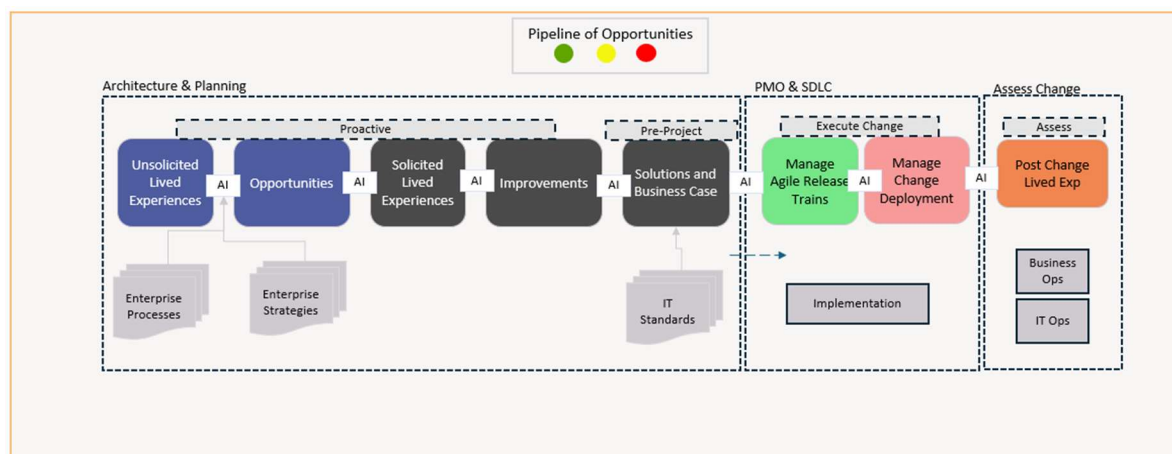 Pipeline of Opportunities
Architecture & Planning
PMO & SDLC
Assess Change
Proactive
Pre-Project
Execute Change
Assess
Unsolicited
Lived
Experiences
AI
Opportunities
AI
Solicited
Lived
Experiences
AI
Improvements
AI
Solutions and
Business Case
AI
Manage
Agile Release
Trains
AI
Manage
Change
Deployment
AI
Post Change
Lived Exp
Enterprise
Processes
Enterprise
Strategies
IT
Standards
Implementation
Business
Ops
IT Ops